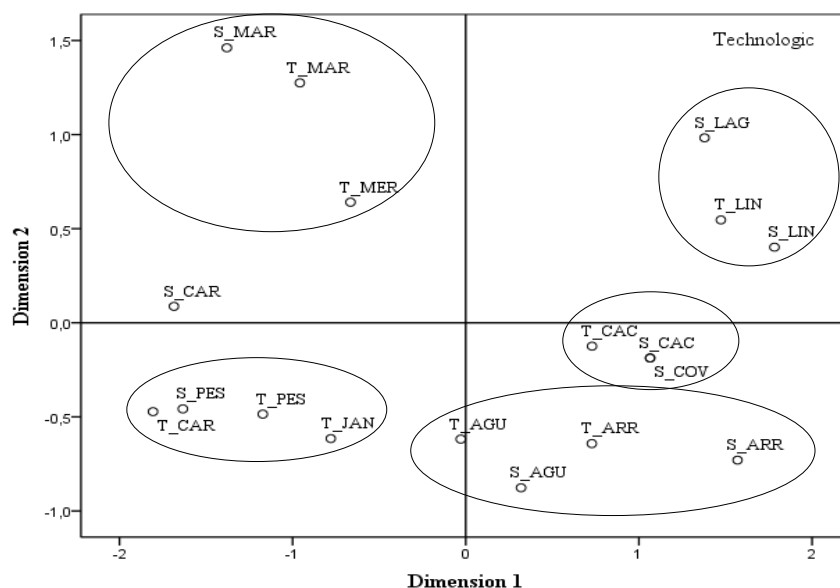 Technologic
1,5
S_MAR
T_MAR
1,0
S_LAG
T_MER
T_LIN
0,5
S_LIN
Dimension 2
S_CAR
0,0
T_CAC
S_CAC
S_COV
S_PES
T_PES
T_CAR
T_JAN
-0,5
T_AGU
T_ARR
S_ARR
S_AGU
-1,0
-2 -1 0 1 2
Dimension 1